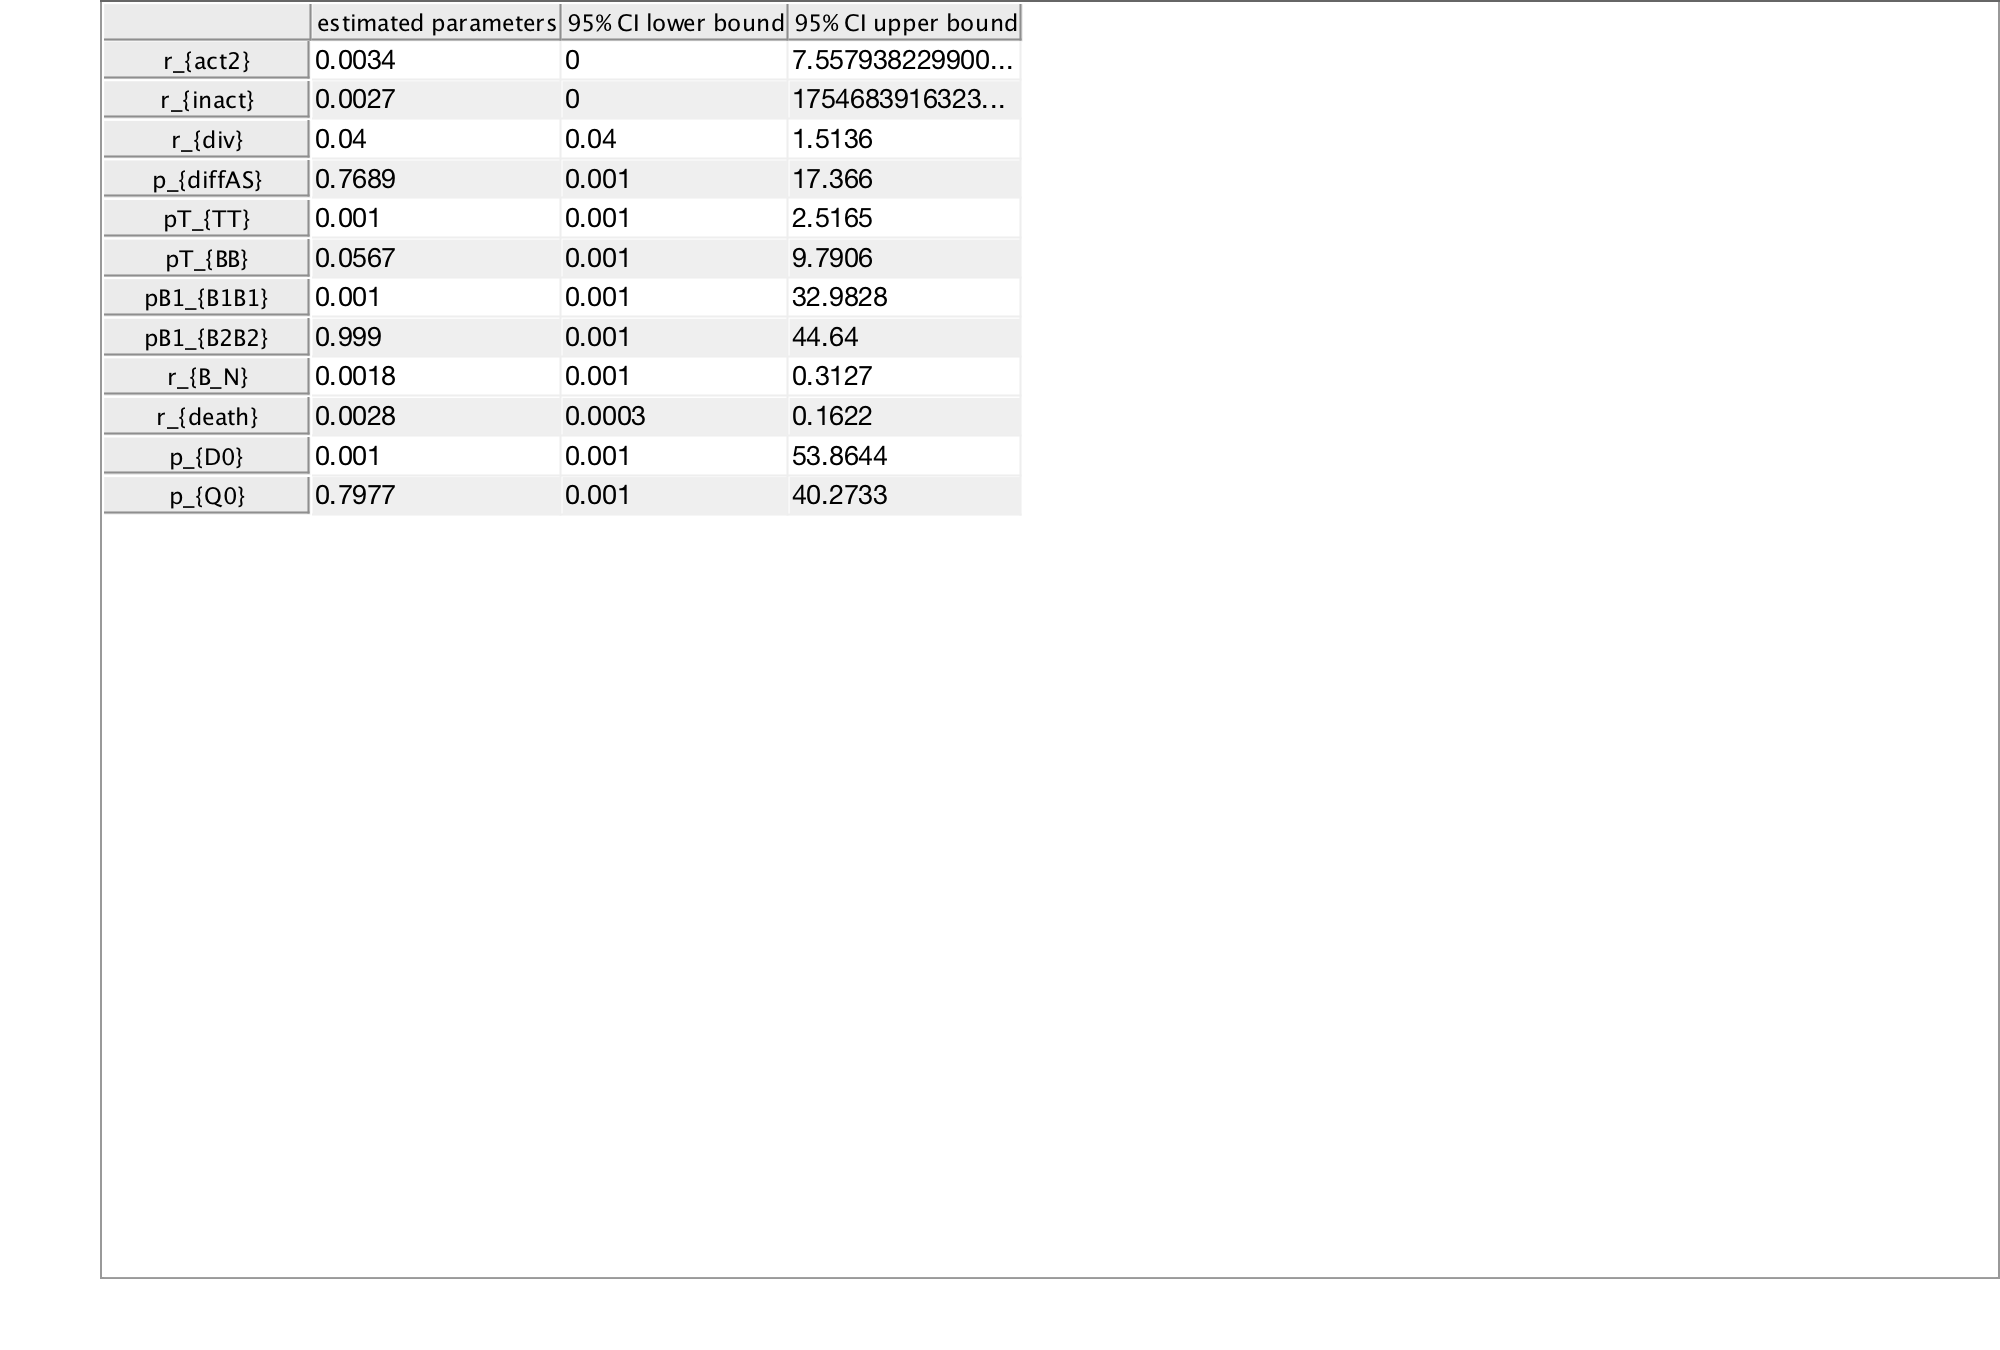 estimated parameters 95% CI lower bound 95% CI upper bound
r_{act2} 0.0034 0 7.557938229900...
r_{inact} 0.0027 0 1754683916323...
r_{div} 0.04 0.04 1.5136
p_{diffAS} 0.7689 0.001 17.366
pT_{TT} 0.001 0.001 2.5165
pT_{BB} 0.0567 0.001 9.7906
pB1_{B1B1} 0.001 0.001 32.9828
pB1_{B2B2} 0.999 0.001 44.64
r_{B_N} 0.0018 0.001 0.3127
r_{death} 0.0028 0.0003 0.1622
p_{D0} 0.001 0.001 53.8644
p_{Q0} 0.7977 0.001 40.2733